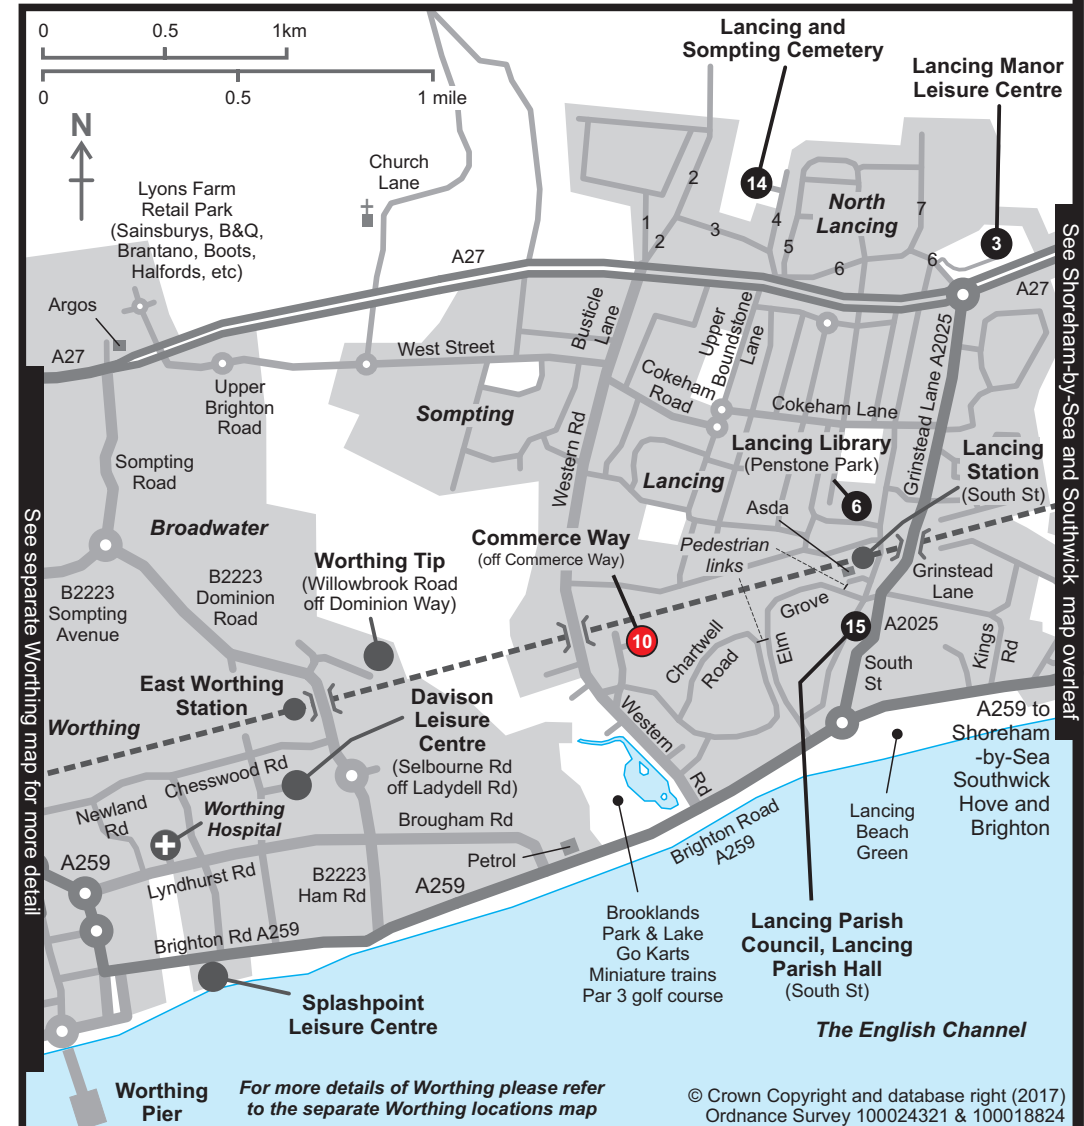 0 0.5 1km
0 0.5 1 mile
N
Lyons Farm
Retail Park
(Sainsburys, B&Q,
Brantano, Boots,
Halfords, etc)
Argos
A27
Church
Lane
A27
Lancing and
Sompting Cemetery
Lancing Manor
Leisure Centre
14
3
North
Lancing
1
2
2
3
4
5
6
7
6
A27
See Shoreham-by-Sea and Southwick map overleaf
Upper
Brighton
Road
West Street
Busticle
Lane
Upper
Boundstone
Lane
Cokeham
Road
Cokeham Lane
Grinstead Lane A2025
Sompting
Western Rd
Lancing
Lancing Library
(Penstone Park)
6
Lancing
Station
(South St)
Asda
Pedestrian
links
Sompting
Road
Broadwater
B2223
Sompting
Avenue
B2223
Dominion
Road
Worthing Tip
(Willowbrook Road
off Dominion Way)
Commerce Way
(off Commerce Way)
10
Chartwell
Road
Elm
Grove
15
A2025
Grinstead
Lane
Kings
Rd
South
St
See separate Worthing map for more detail
East Worthing
Station
Worthing
Davison
Leisure
Centre
(Selbourne Rd
off Ladydell Rd)
Western
Rd
A259 to
Shoreham
-by-Sea
Southwick
Hove and
Brighton
Chesswood Rd
Newland
Rd
Worthing
Hospital
Brougham Rd
Petrol
Lyndhurst Rd
B2223
Ham Rd
A259
A259
Brighton Rd A259
Brighton Road
A259
Lancing
Beach
Green
Brooklands
Park & Lake
Go Karts
Miniature trains
Par 3 golf course
Lancing Parish
Council, Lancing
Parish Hall
(South St)
Splashpoint
Leisure Centre
The English Channel
Worthing
Pier
For more details of Worthing please refer
to the separate Worthing locations map
© Crown Copyright and database right (2017)
Ordnance Survey 100024321 & 100018824